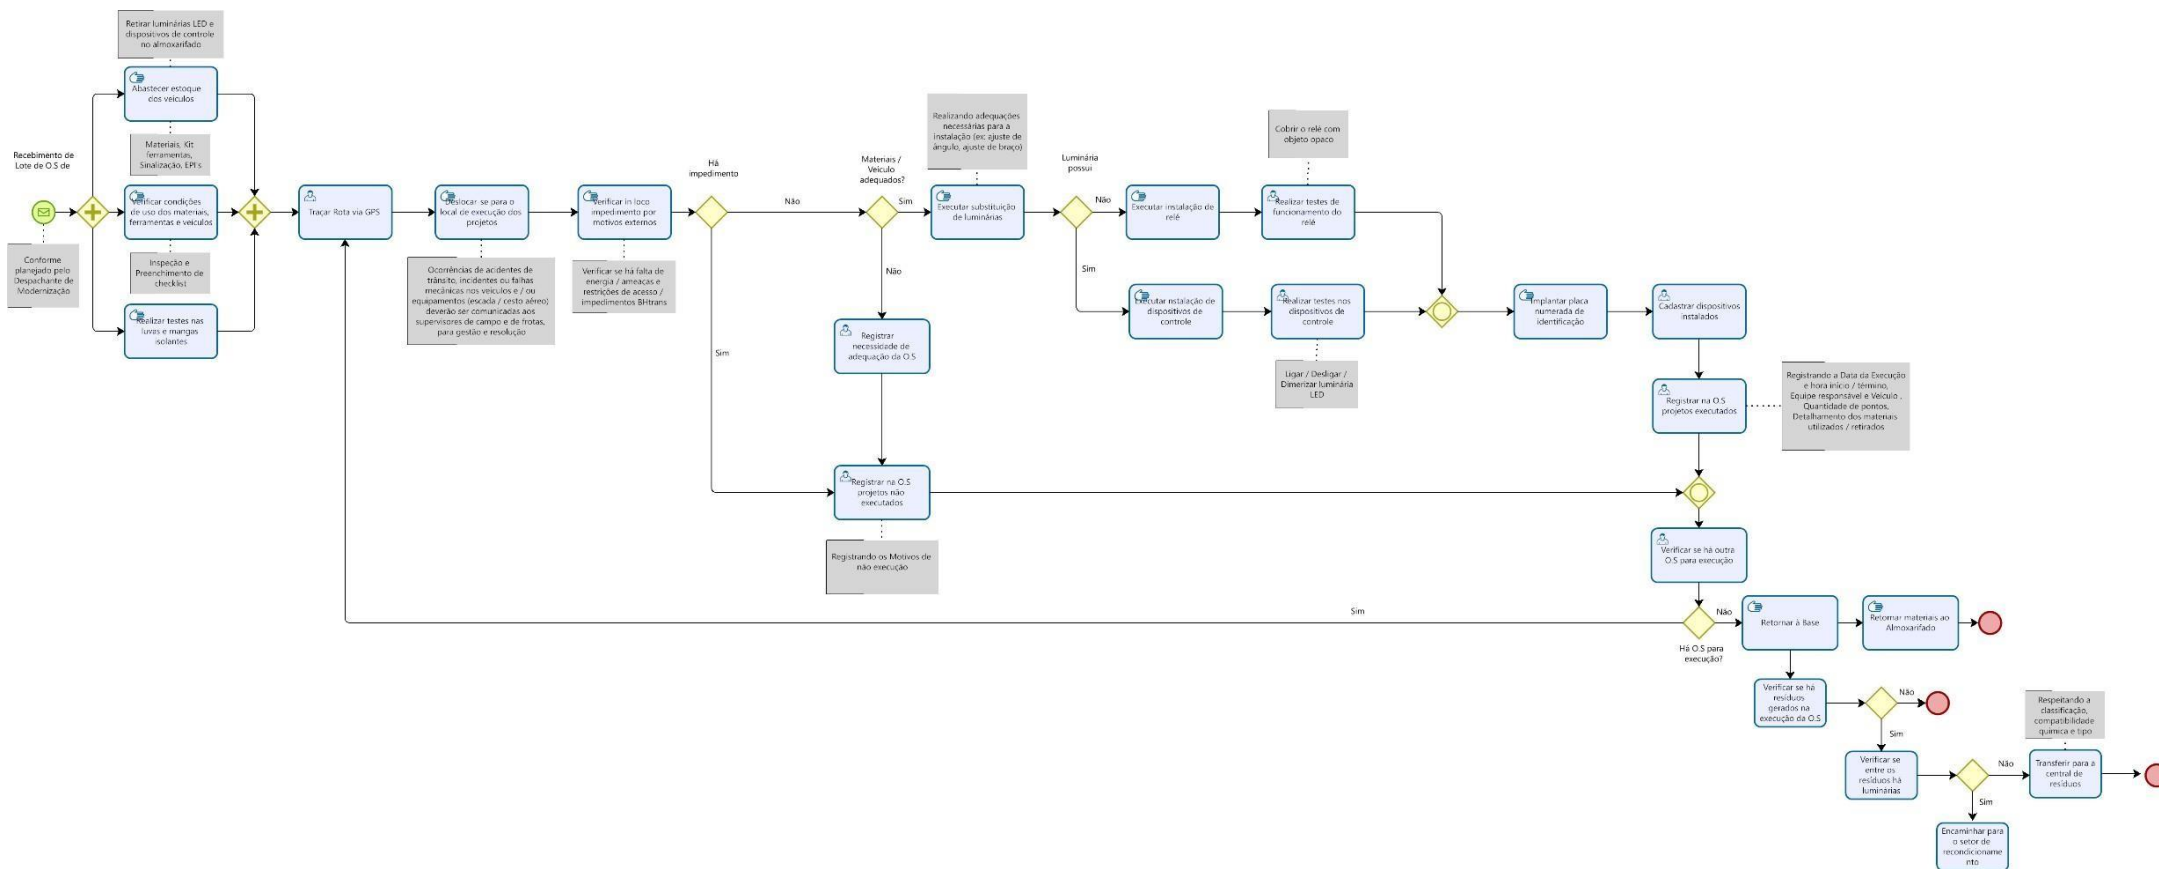 Retirar luminárias LED e
dispositivos de controle
no almoxarifado
Abastecer estoque
dos veículos
Materiais, Kit
ferramentas,
Sinalização, EPI's
Recebimento de
Lote de O.S de
Verificar condições
de uso dos materiais,
ferramentas e veículos
Conforme
planejado pelo
Despachante de
Modernização
Inspeção e
Preenchimento de
checklist
Realizar testes nas
luvas e mangas
isolantes
Traçar Rota via GPS
Deslocar-se para o
local de execução dos
projetos
Ocorrências de acidentes de
trânsito, incidentes ou falhas
mecânicas nos veículos e / ou
equipamentos (escada / cesto aéreo)
deverão ser comunicadas aos
supervisores de campo e de frotas,
para gestão e resolução
Verificar in loco
impedimento por
motivos externos
Verificar se há falta de
energia / ameaças e
restrições de acesso /
impedimentos BHtrans
Há
impedimento
Não
Sim
Materiais /
Veículo
adequados?
Sim
Não
Registrar
necessidade de
adequação da O.S
Registrar na O.S
projetos não
executados
Registrando os Motivos de
não execução
Realizando adequações
necessárias para a
instalação (ex: ajuste de
ângulo, ajuste de braço)
Executar substituição
de luminárias
Luminária
possui
Não
Sim
Executar instalação de
relé
Cobrir o relé com
objeto opaco
Realizar testes de
funcionamento do
relé
Executar nstalação de
dispositivos de
controle
Realizar testes nos
dispositivos de
controle
Ligar / Desligar /
Dimerizar luminária
LED
Implantar placa
numerada de
identificação
Cadastrar dispositivos
instalados
Registrar na O.S
projetos executados
Registrando a Data da Execução
e hora início / término,
Equipe responsável e Veículo ,
Quantidade de pontos,
Detalhamento dos materiais
utilizados / retirados
Verificar se há outra
O.S para execução
Sim
Não
Há O.S para
execução?
Retornar à Base
Retornar materiais ao
Almoxarifado
Verificar se há
resíduos
gerados na
execução da O.S
Não
Sim
Verificar se
entre os
resíduos há
luminárias
Não
Sim
Respeitando a
classificação,
compatibilidade
química e tipo
Transferir para a
central de
resíduos
Encaminhar para
o setor de
recondicioname
nto